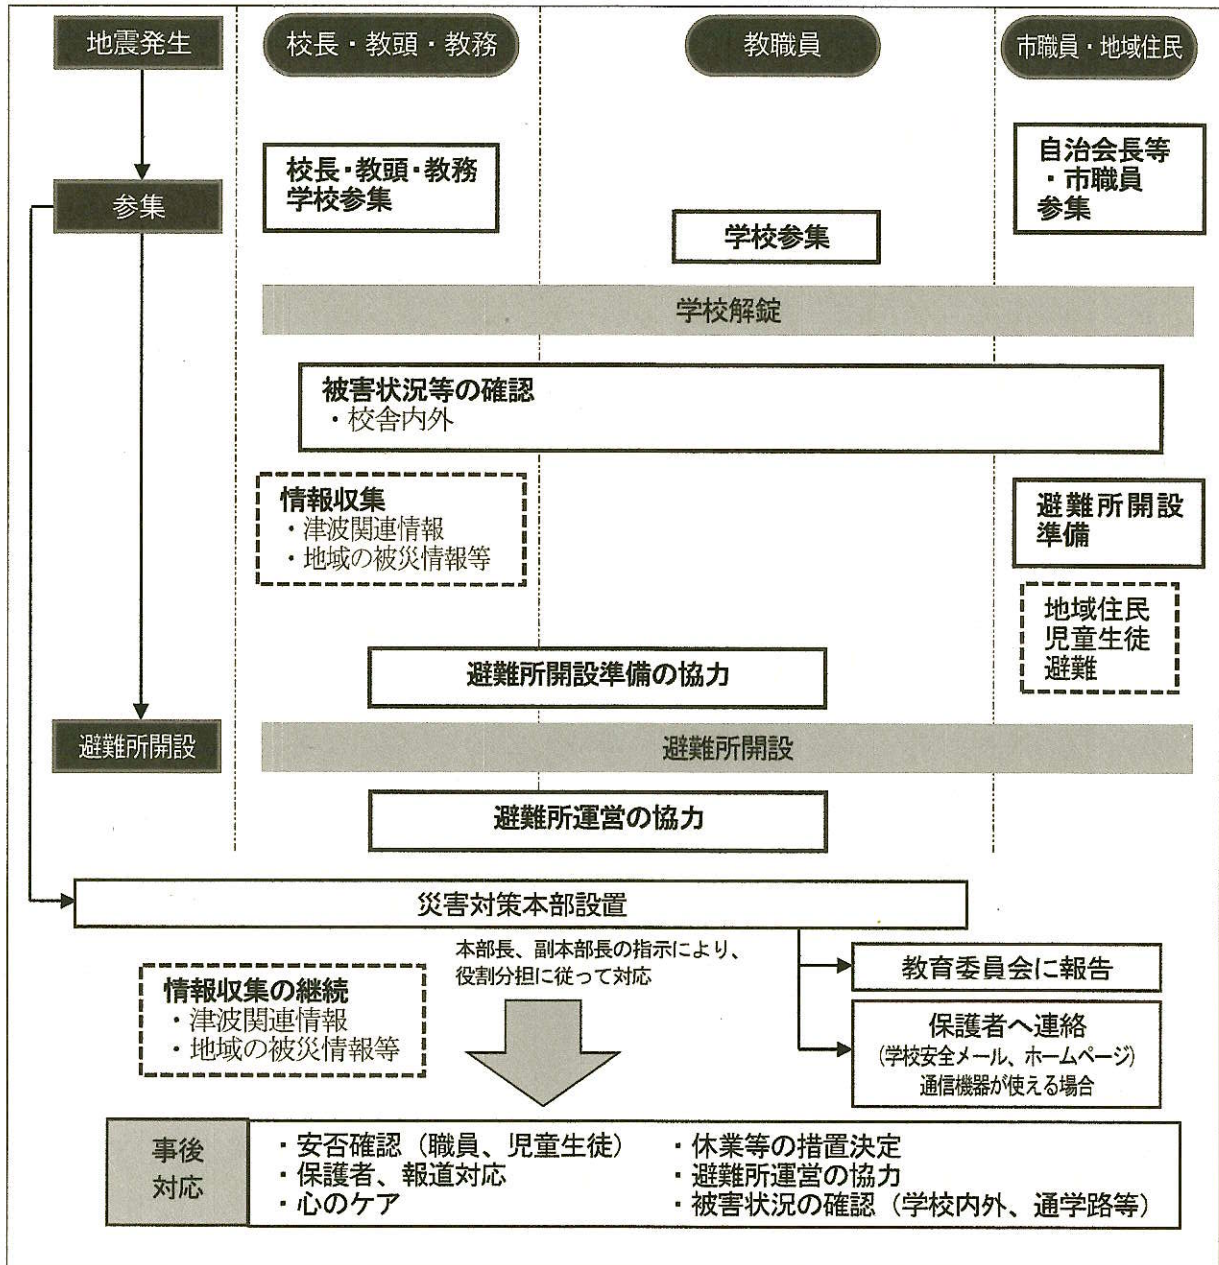 地震発生
校長・教頭・教務
教職員
市職員・地域住民
参集
校長・教頭・教務
学校参集
学校参集
自治会長等
・市職員
参集
学校解錠
被害状況等の確認
・校舎内外
情報収集
・津波関連情報
・地域の被災情報等
避難所開設
準備
地域住民
児童生徒
避難
避難所開設準備の協力
避難所開設
避難所開設
避難所運営の協力
災害対策本部設置
本部長、副本部長の指示により、
役割分担に従って対応
情報収集の継続
・津波関連情報
・地域の被災情報等
教育委員会に報告
保護者へ連絡
(学校安全メール、ホームページ)
通信機器が使える場合
事後
対応
・安否確認（職員、児童生徒）
・保護者、報道対応
・心のケア
・休業等の措置決定
・避難所運営の協力
・被害状況の確認（学校内外、通学路等）